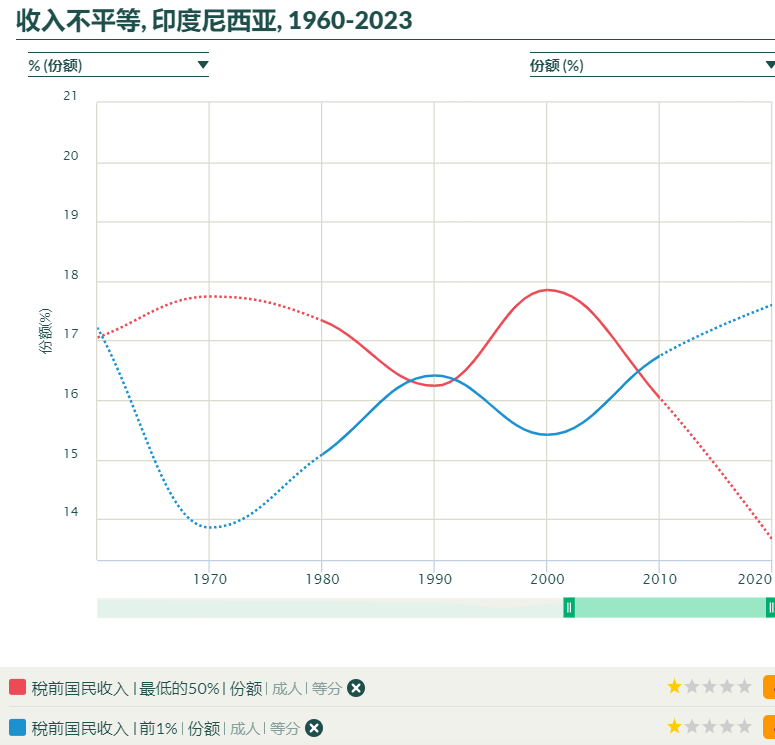 收入不平等, 印度尼西亚, 1960-2023
% (份额)
份额 (%)
21
20
19
18
17
16
15
14
份额(%)
1970
1980
1990
2000
2010
2020
税前国民收入 | 最低的50% | 份额 | 成人 | 等分
税前国民收入 | 前1% | 份额 | 成人 | 等分